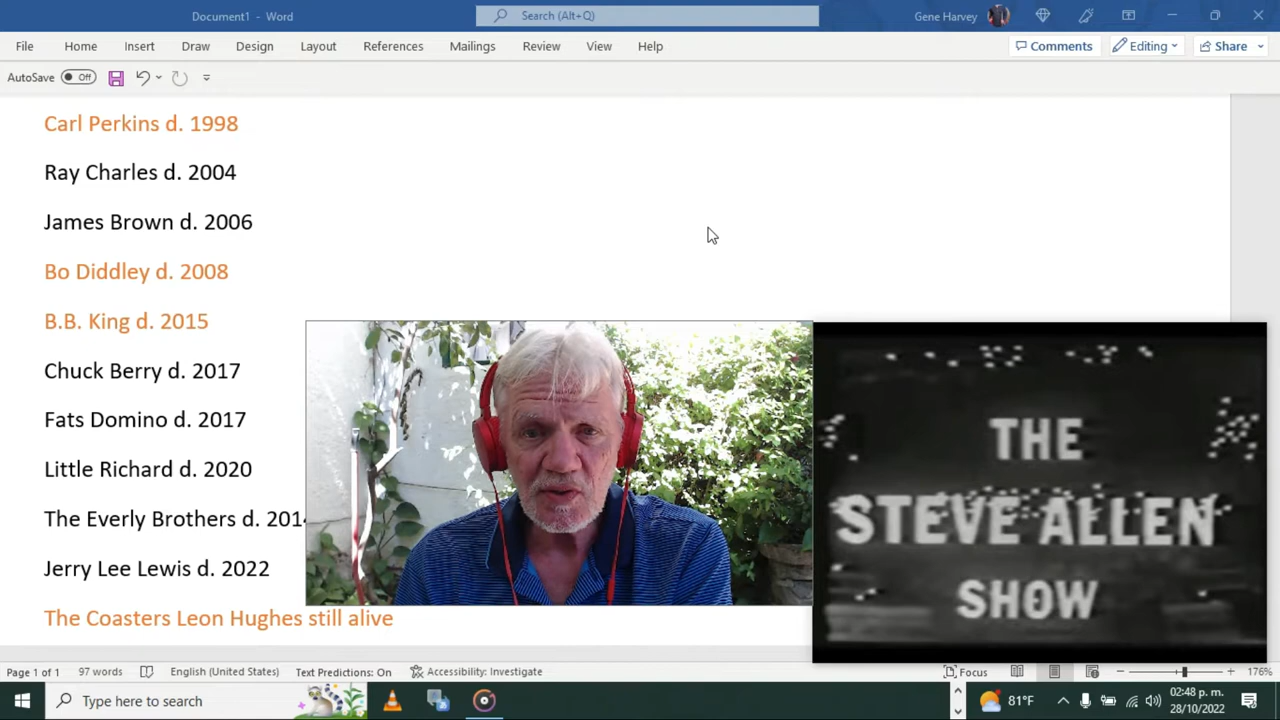 Document1 - Word
Search (Alt+Q)
Gene Harvey
File Home Insert Draw Design Layout References Mailings Review View Help
Comments Editing Share
AutoSave Off
Carl Perkins d. 1998
Ray Charles d. 2004
James Brown d. 2006
Bo Diddley d. 2008
B.B. King d. 2015
Chuck Berry d. 2017
Fats Domino d. 2017
Little Richard d. 2020
The Everly Brothers d. 2014
Jerry Lee Lewis d. 2022
The Coasters Leon Hughes still alive
THE
STEVE ALLEN
SHOW
Page 1 of 1 97 words English (United States) Text Predictions: On Accessibility: Investigate Focus 176%
Type here to search
81°F
02:48 p. m.
28/10/2022